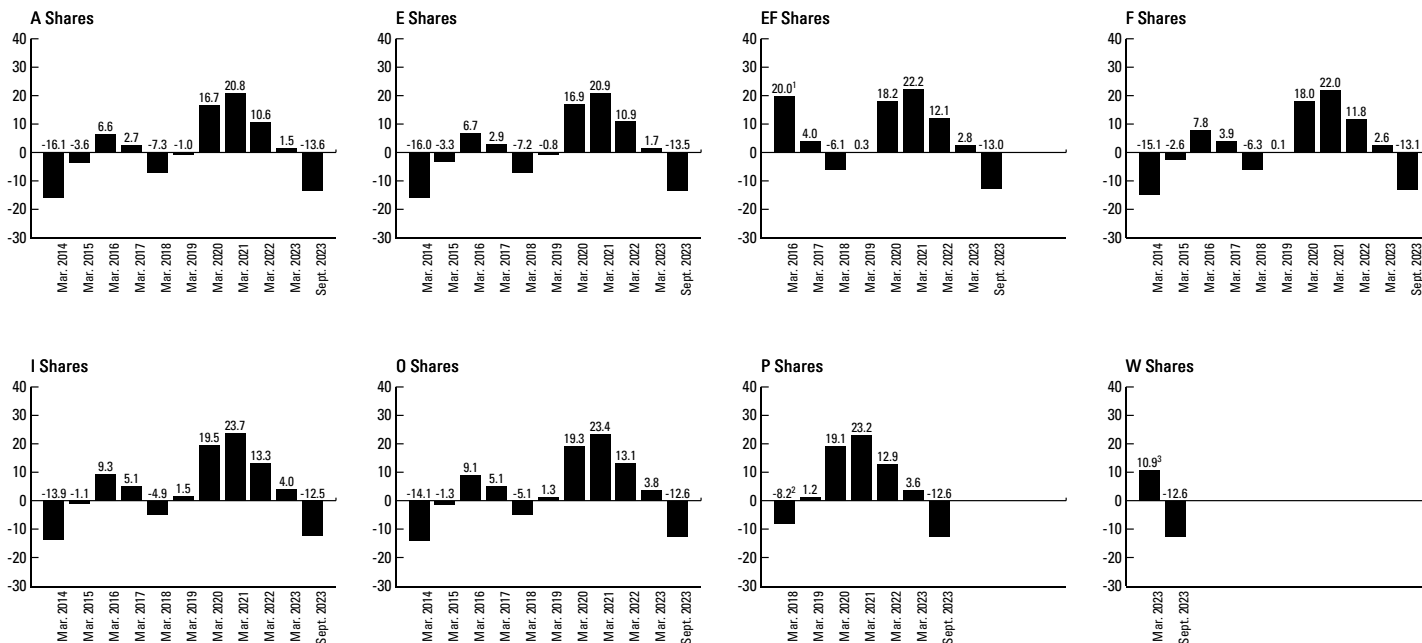 A Shares
40
30
20
10
0
-10
-20
-30
-16.1 -3.6 6.6 2.7 -7.3 -1.0 16.7 20.8 10.6 1.5 -13.6
Mar. 2014
Mar. 2015
Mar. 2016
Mar. 2017
Mar. 2018
Mar. 2019
Mar. 2020
Mar. 2021
Mar. 2022
Mar. 2023
Sept. 2023
E Shares
40
30
20
10
0
-10
-20
-30
-16.0 -3.3 6.7 2.9 -7.2 -0.8 16.9 20.9 10.9 1.7 -13.5
Mar. 2014
Mar. 2015
Mar. 2016
Mar. 2017
Mar. 2018
Mar. 2019
Mar. 2020
Mar. 2021
Mar. 2022
Mar. 2023
Sept. 2023
EF Shares
40
30
20
10
0
-10
-20
-30
20.0¹ 4.0 -6.1 0.3 18.2 22.2 12.1 2.8 -13.0
Mar. 2016
Mar. 2017
Mar. 2018
Mar. 2019
Mar. 2020
Mar. 2021
Mar. 2022
Mar. 2023
Sept. 2023
F Shares
40
30
20
10
0
-10
-20
-30
-15.1 -2.6 7.8 3.9 -6.3 0.1 18.0 22.0 11.8 2.6 -13.1
Mar. 2014
Mar. 2015
Mar. 2016
Mar. 2017
Mar. 2018
Mar. 2019
Mar. 2020
Mar. 2021
Mar. 2022
Mar. 2023
Sept. 2023
I Shares
40
30
20
10
0
-10
-20
-30
-13.9 -1.1 9.3 5.1 -4.9 1.5 19.5 23.7 13.3 4.0 -12.5
Mar. 2014
Mar. 2015
Mar. 2016
Mar. 2017
Mar. 2018
Mar. 2019
Mar. 2020
Mar. 2021
Mar. 2022
Mar. 2023
Sept. 2023
O Shares
40
30
20
10
0
-10
-20
-30
-14.1 -1.3 9.1 5.1 -5.1 1.3 19.3 23.4 13.1 3.8 -12.6
Mar. 2014
Mar. 2015
Mar. 2016
Mar. 2017
Mar. 2018
Mar. 2019
Mar. 2020
Mar. 2021
Mar. 2022
Mar. 2023
Sept. 2023
P Shares
40
30
20
10
0
-10
-20
-30
-8.2² 1.2 19.1 23.2 12.9 3.6 -12.6
Mar. 2018
Mar. 2019
Mar. 2020
Mar. 2021
Mar. 2022
Mar. 2023
Sept. 2023
W Shares
40
30
20
10
0
-10
-20
-30
10.9³ -12.6
Mar. 2023
Sept. 2023